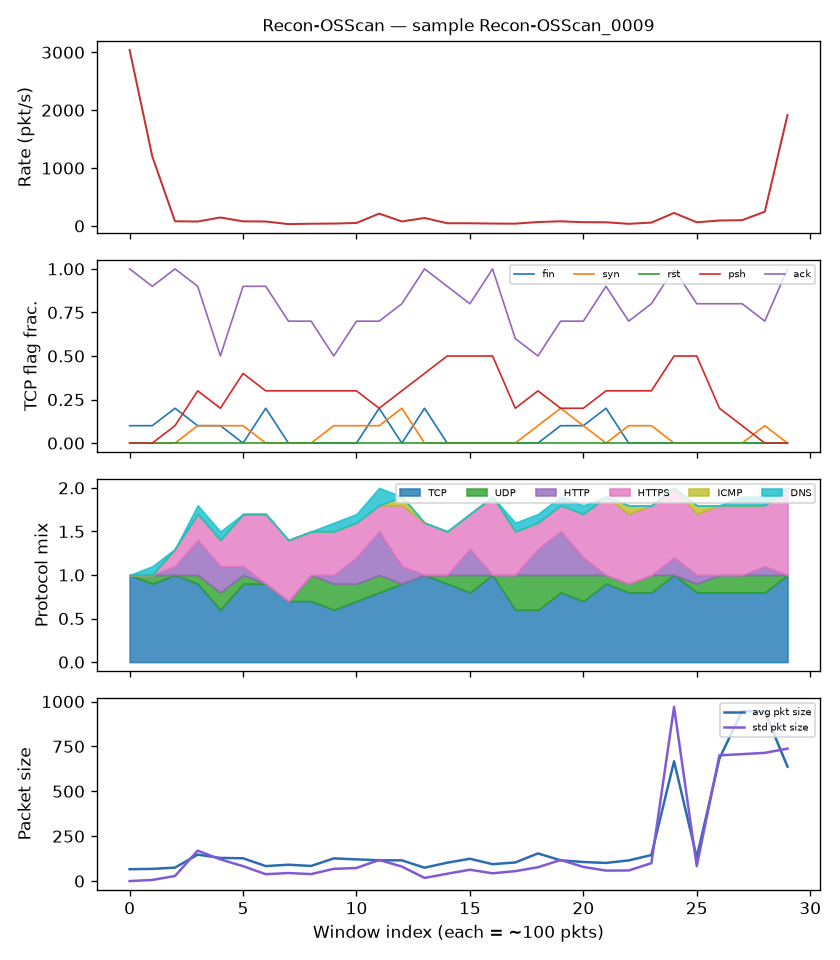 Recon-OSScan — sample Recon-OSScan_0009
Rate (pkt/s)
3000
2000
1000
0
TCP flag frac.
1.00
0.75
0.50
0.25
0.00
fin syn rst psh ack
Protocol mix
2.0
1.5
1.0
0.5
0.0
TCP UDP HTTP HTTPS ICMP DNS
Packet size
1000
750
500
250
0
avg pkt size
std pkt size
0 5 10 15 20 25 30
Window index (each = ~100 pkts)